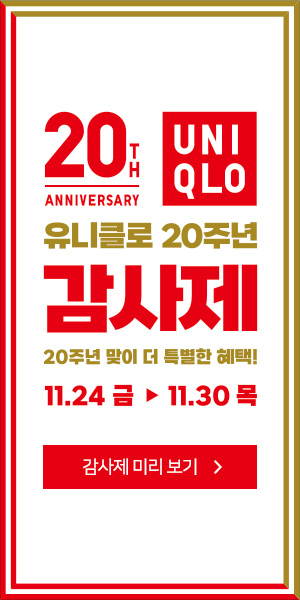 20TH
ANNIVERSARY
UNI
QLO
유니클로 20주년
감사제
20주년 맞이 더 특별한 혜택!
11.24 금 ▶ 11.30 목
감사제 미리 보기 >